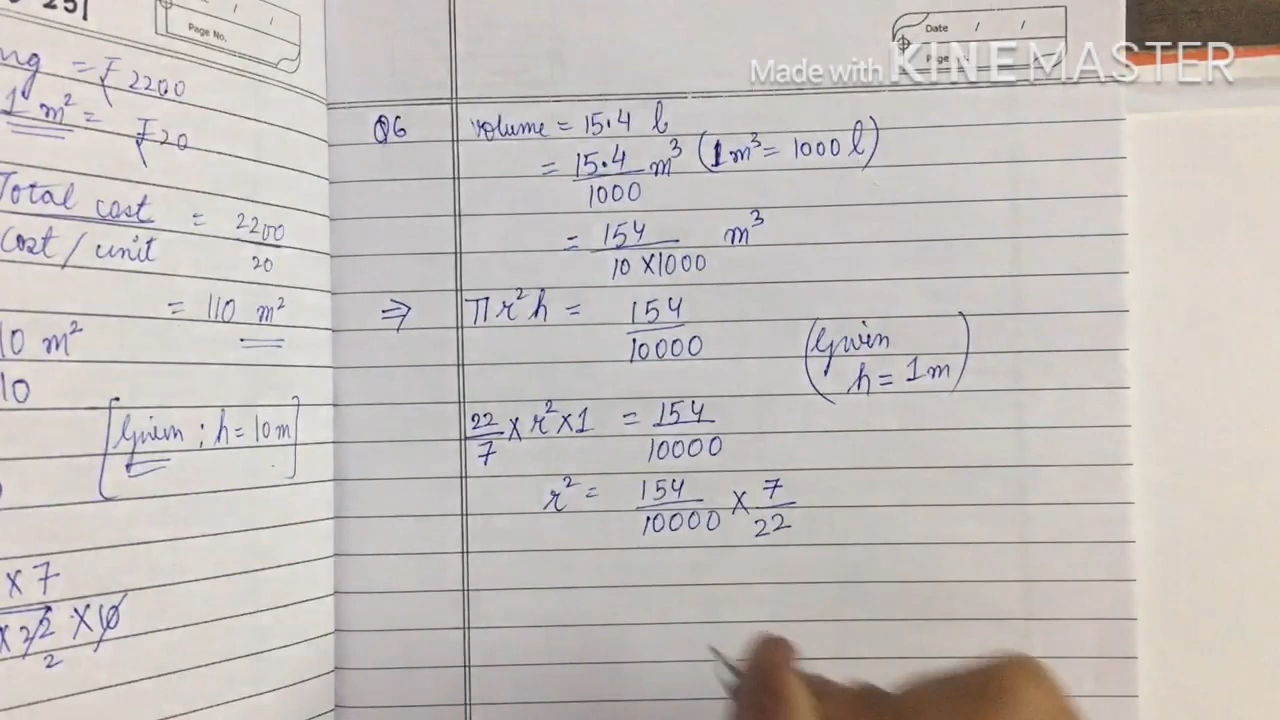 251
Page No.
ng = ₹ 2200
1 m² = ₹ 20
Total cost = 2200
Cost / unit 20
= 110 m²
10 m²
10
[Given : h = 10m]
× 7
× 22 × 10
2
Date / /
Made with KINEMASTER
Q6 volume = 15.4 l
= 15.4 m³ (1m³ = 1000 l)
1000
= 154 m³
10 × 1000
⇒ πr²h = 154
10000
(Given
h = 1m)
22 × r² × 1 = 154
7 10000
r² = 154 × 7
10000 22